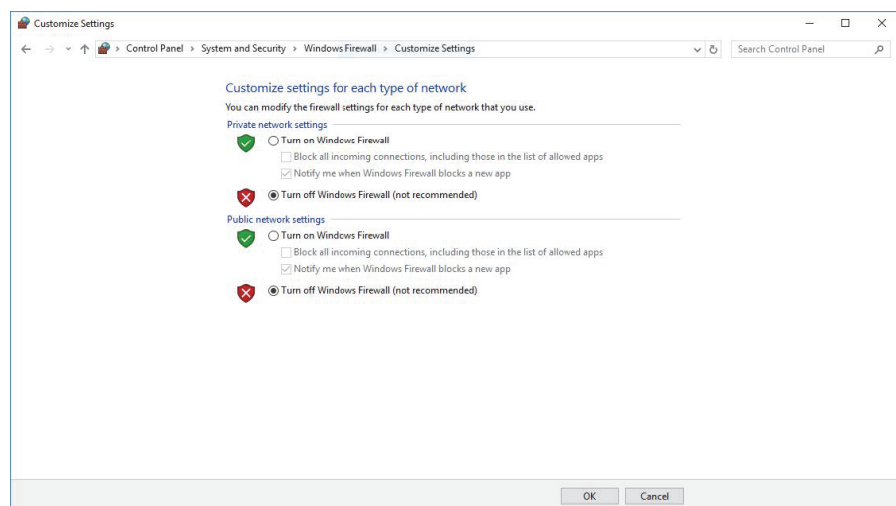 Customize Settings
Control Panel > System and Security > Windows Firewall > Customize Settings
Search Control Panel
Customize settings for each type of network
You can modify the firewall settings for each type of network that you use.
Private network settings
Turn on Windows Firewall
Block all incoming connections, including those in the list of allowed apps
Notify me when Windows Firewall blocks a new app
Turn off Windows Firewall (not recommended)
Public network settings
Turn on Windows Firewall
Block all incoming connections, including those in the list of allowed apps
Notify me when Windows Firewall blocks a new app
Turn off Windows Firewall (not recommended)
OK Cancel